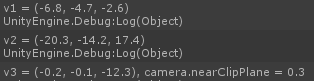 v1 = (-6.8, -4.7, -2.6)
UnityEngine.Debug:Log(Object)
v2 = (-20.3, -14.2, 17.4)
UnityEngine.Debug:Log(Object)
v3 = (-0.2, -0.1, -12.3), camera.nearClipPlane = 0.3